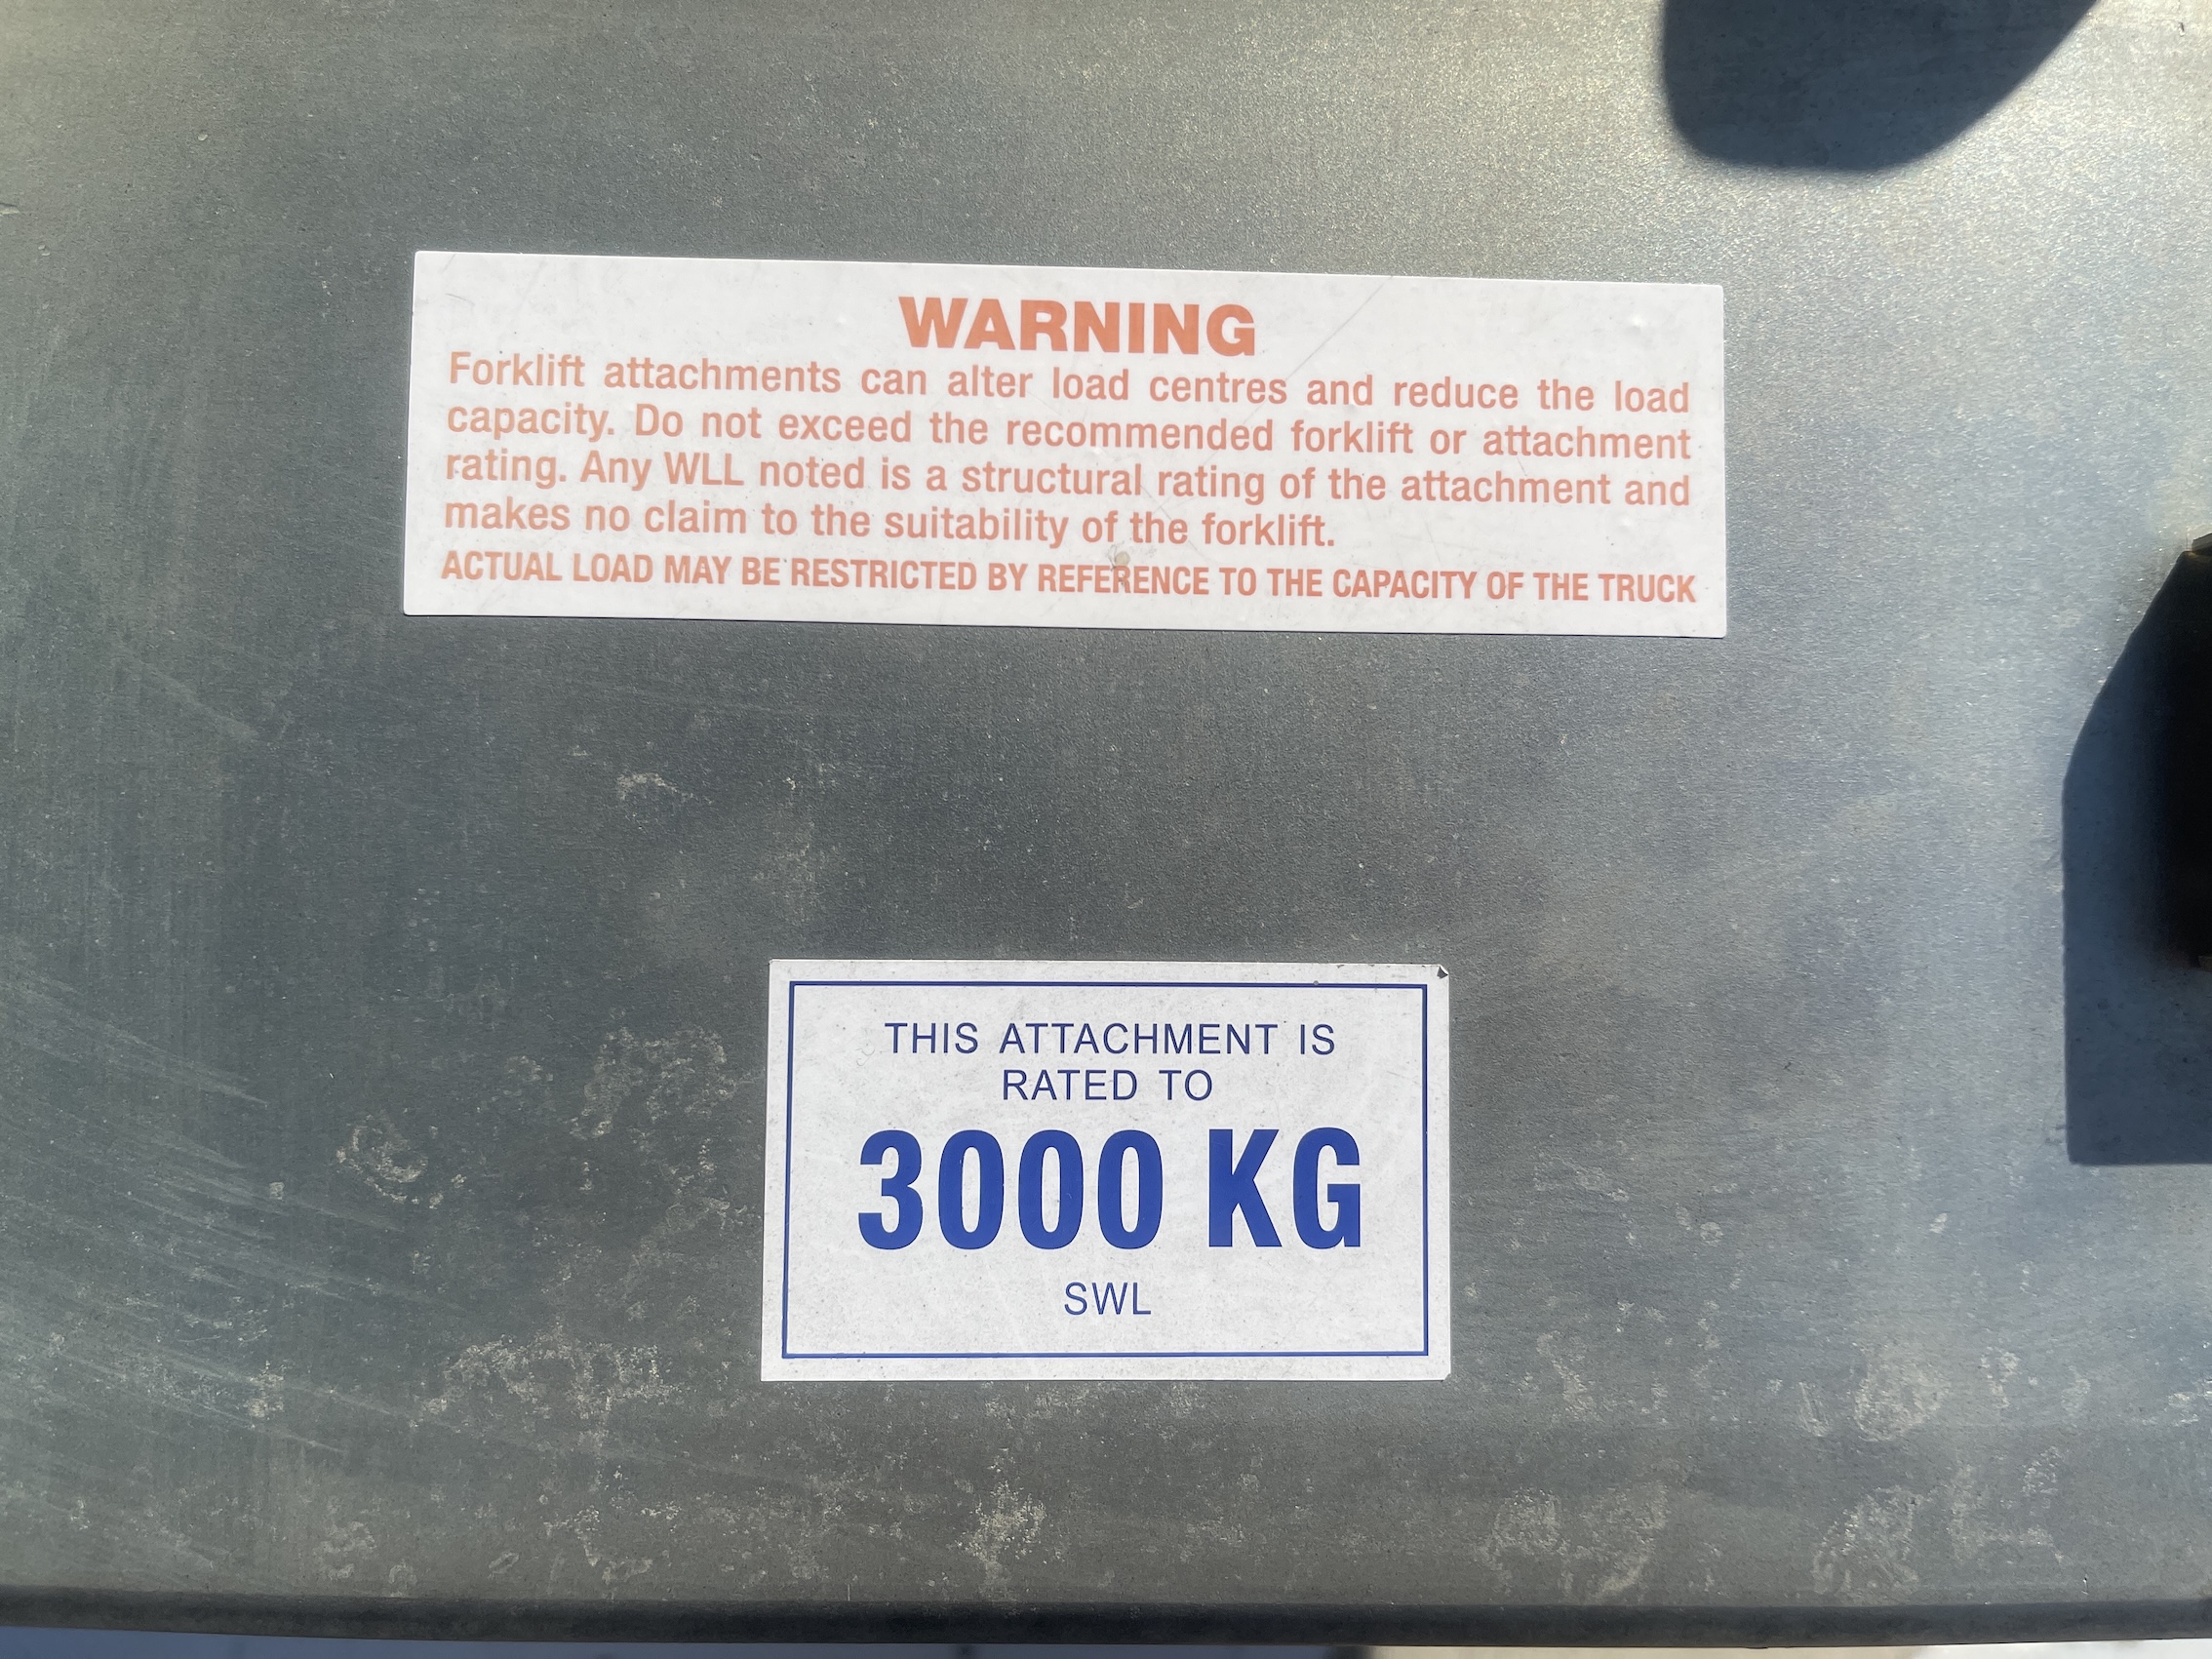 WARNING
Forklift attachments can alter load centres and reduce the load
capacity. Do not exceed the recommended forklift or attachment
rating. Any WLL noted is a structural rating of the attachment and
makes no claim to the suitability of the forklift.
ACTUAL LOAD MAY BE RESTRICTED BY REFERENCE TO THE CAPACITY OF THE TRUCK
THIS ATTACHMENT IS
RATED TO
3000 KG
SWL